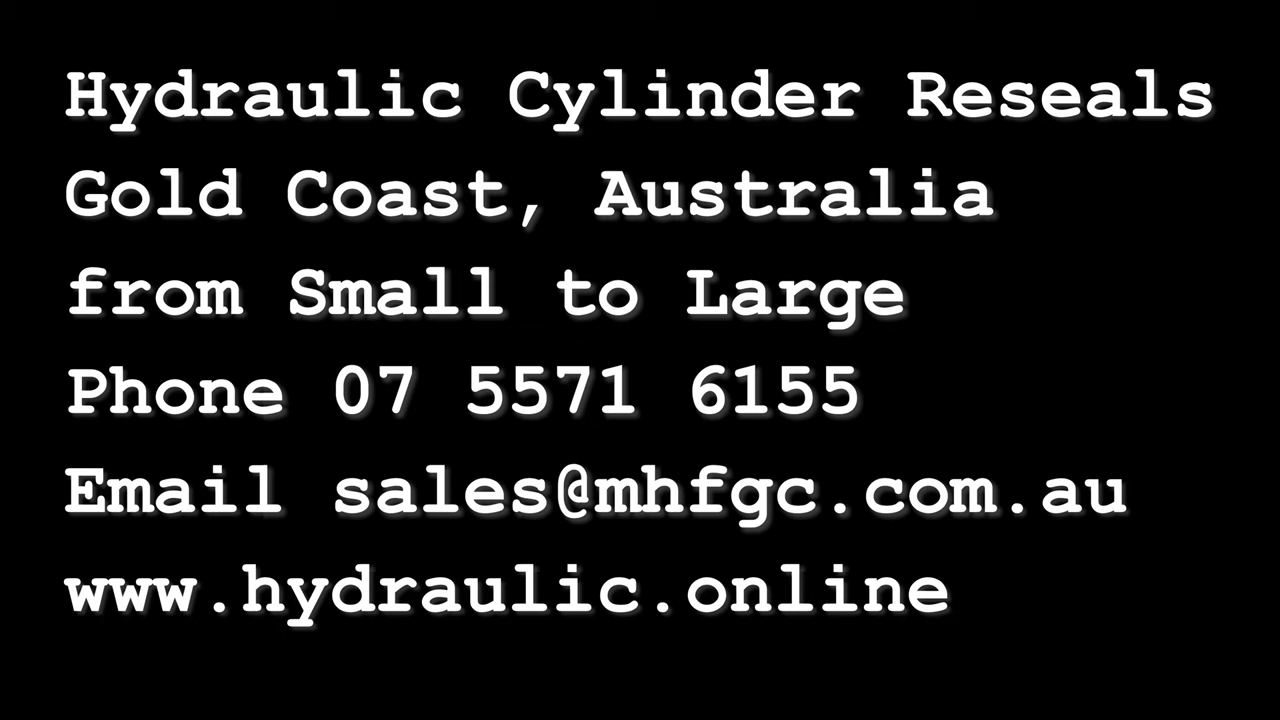 Hydraulic Cylinder Reseals
Gold Coast, Australia
from Small to Large
Phone 07 5571 6155
Email sales@mhfgc.com.au
www.hydraulic.online